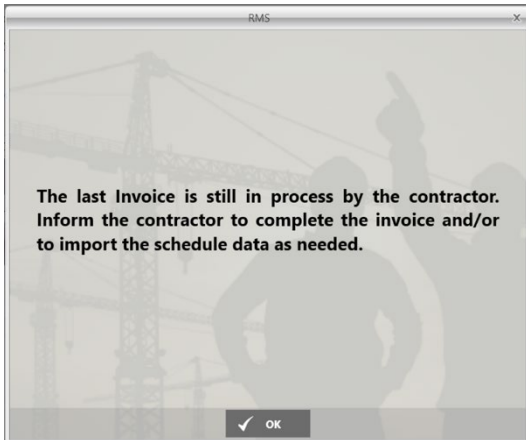 RMS
X
The last Invoice is still in process by the contractor.
Inform the contractor to complete the invoice and/or
to import the schedule data as needed.
OK